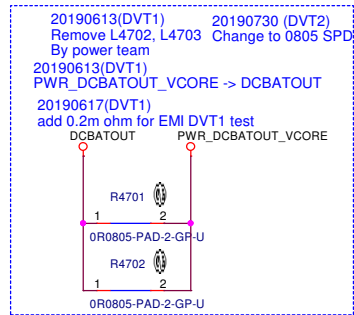 20190613(DVT1)
Remove L4702, L4703
By power team
20190730 (DVT2)
Change to 0805 SPD
20190613(DVT1)
PWR_DCBATOUT_VCORE -> DCBATOUT
20190617(DVT1)
add 0.2m ohm for EMI DVT1 test
DCBATOUT
PWR_DCBATOUT_VCORE
R4701
1 2
0R0805-PAD-2-GP-U
R4702
1 2
0R0805-PAD-2-GP-U